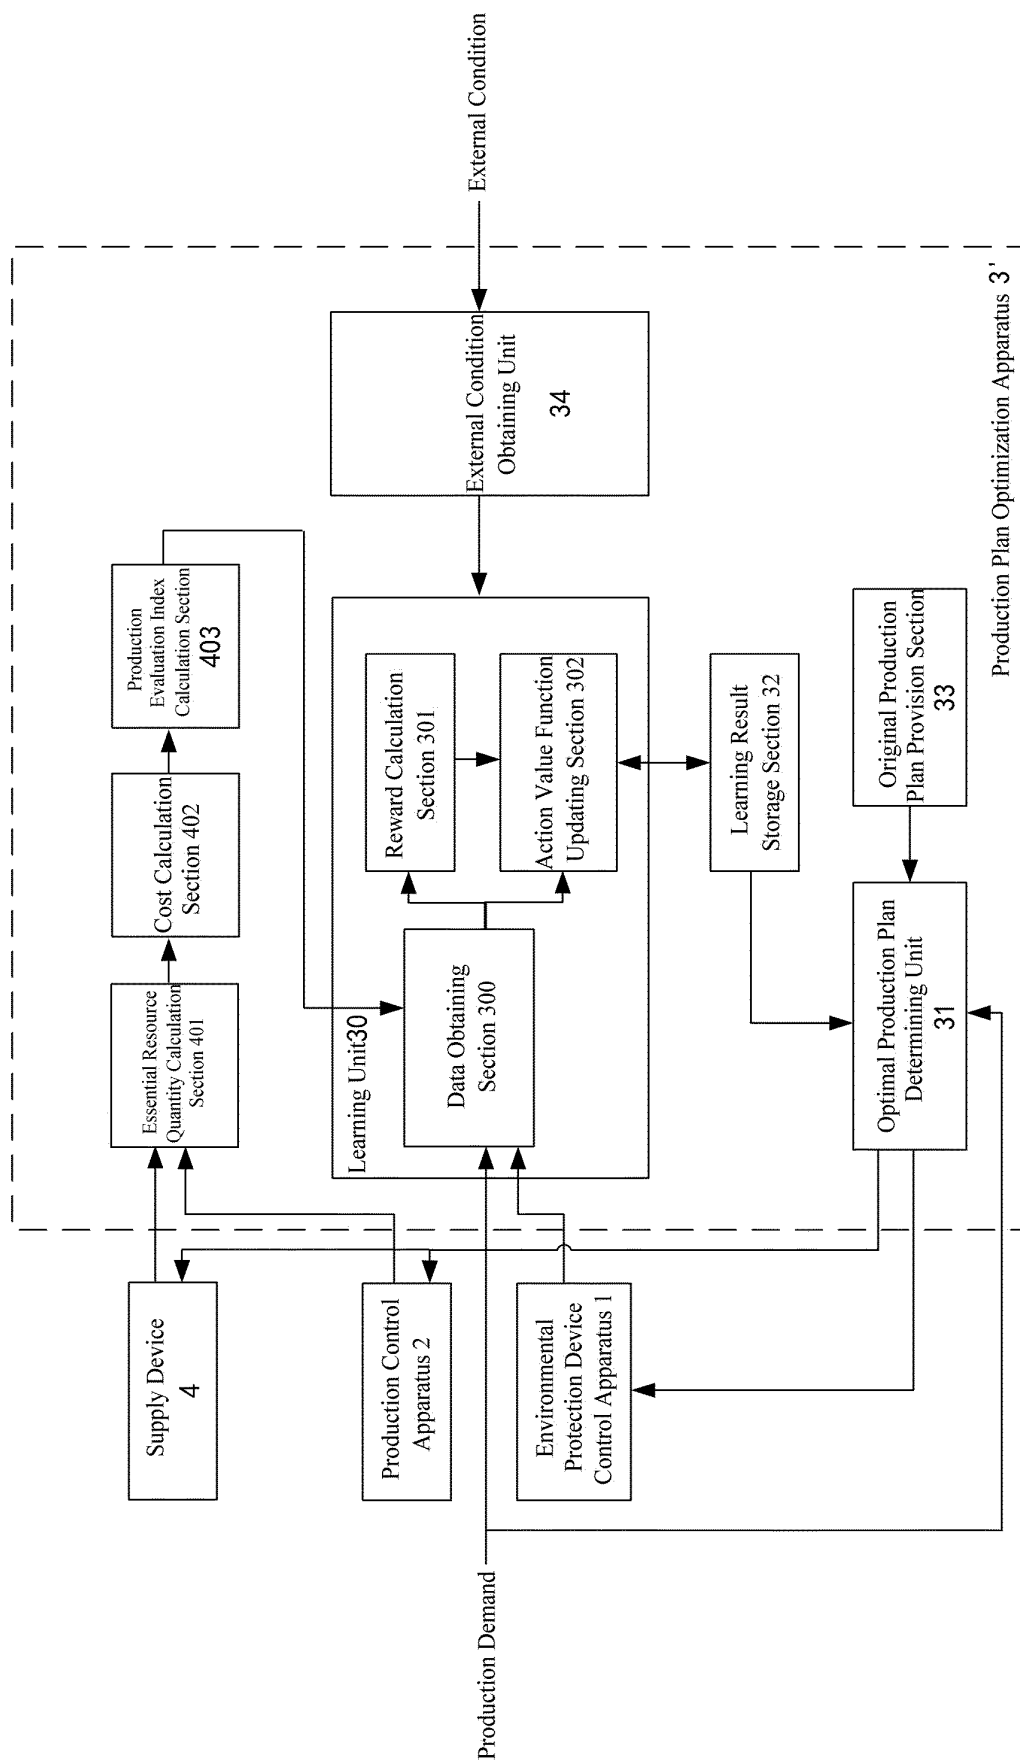 Production Demand
Supply Device
4
Production Control
Apparatus 2
Environmental
Protection Device
Control Apparatus 1
Essential Resource
Quantity Calculation
Section 401
Cost Calculation
Section 402
Production
Evaluation Index
Calculation Section
403
Learning Unit30
Data Obtaining
Section 300
Reward Calculation
Section 301
Action Value Function
Updating Section 302
External Condition
Obtaining Unit
34
External Condition
Learning Result
Storage Section 32
Optimal Production Plan
Determining Unit
31
Original Production
Plan Provision Section
33
Production Plan Optimization Apparatus 3'